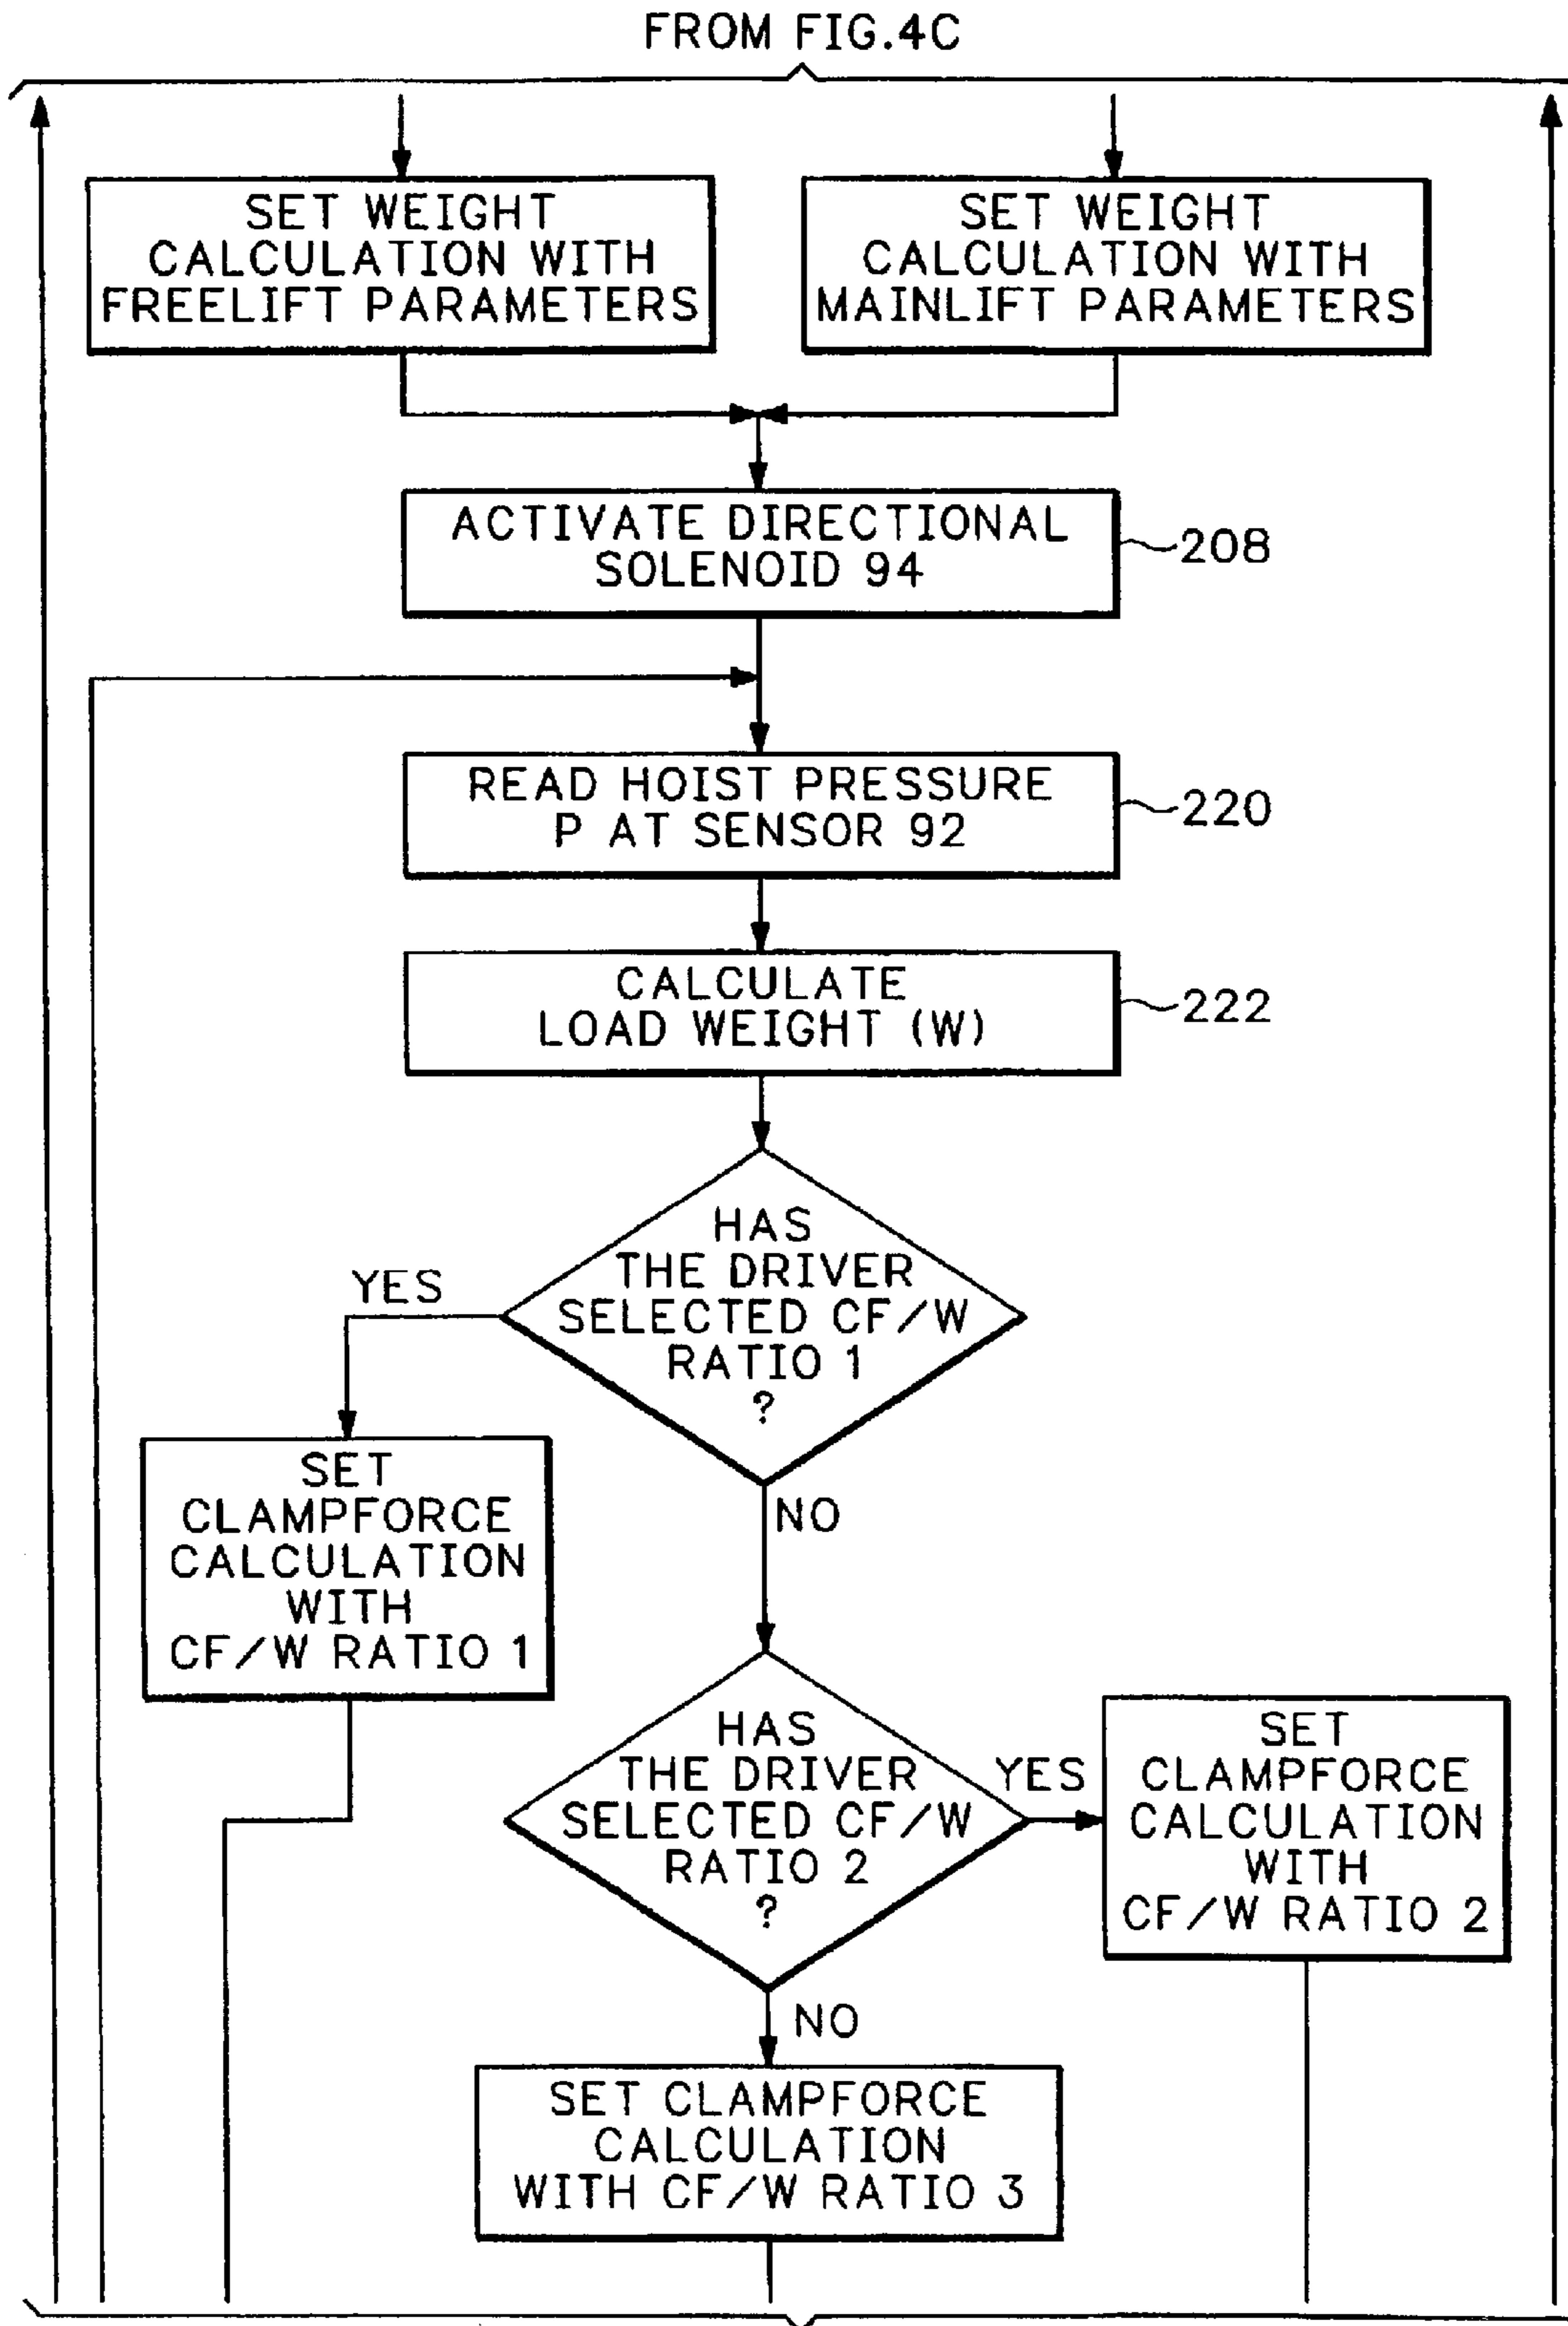 FROM FIG.4C
SET WEIGHT
CALCULATION WITH
FREELIFT PARAMETERS
SET WEIGHT
CALCULATION WITH
MAINLIFT PARAMETERS
ACTIVATE DIRECTIONAL
SOLENOID 94
208
READ HOIST PRESSURE
P AT SENSOR 92
220
CALCULATE
LOAD WEIGHT (W)
222
HAS
THE DRIVER
SELECTED CF/W
RATIO 1
?
YES
SET
CLAMPFORCE
CALCULATION
WITH
CF/W RATIO 1
NO
HAS
THE DRIVER
SELECTED CF/W
RATIO 2
?
YES
SET
CLAMPFORCE
CALCULATION
WITH
CF/W RATIO 2
NO
SET CLAMPFORCE
CALCULATION
WITH CF/W RATIO 3